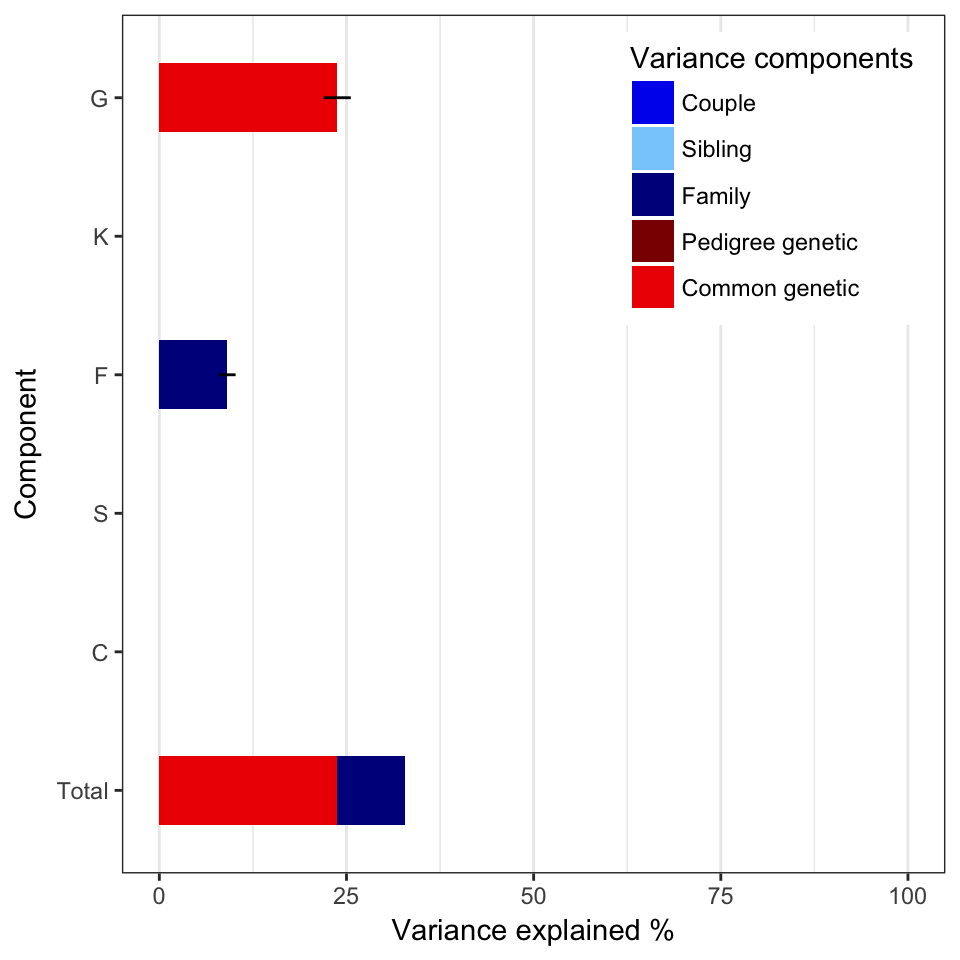 Variance components
Couple
Sibling
Family
Pedigree genetic
Common genetic
G
K
F
S
C
Total
Component
0 25 50 75 100
Variance explained %